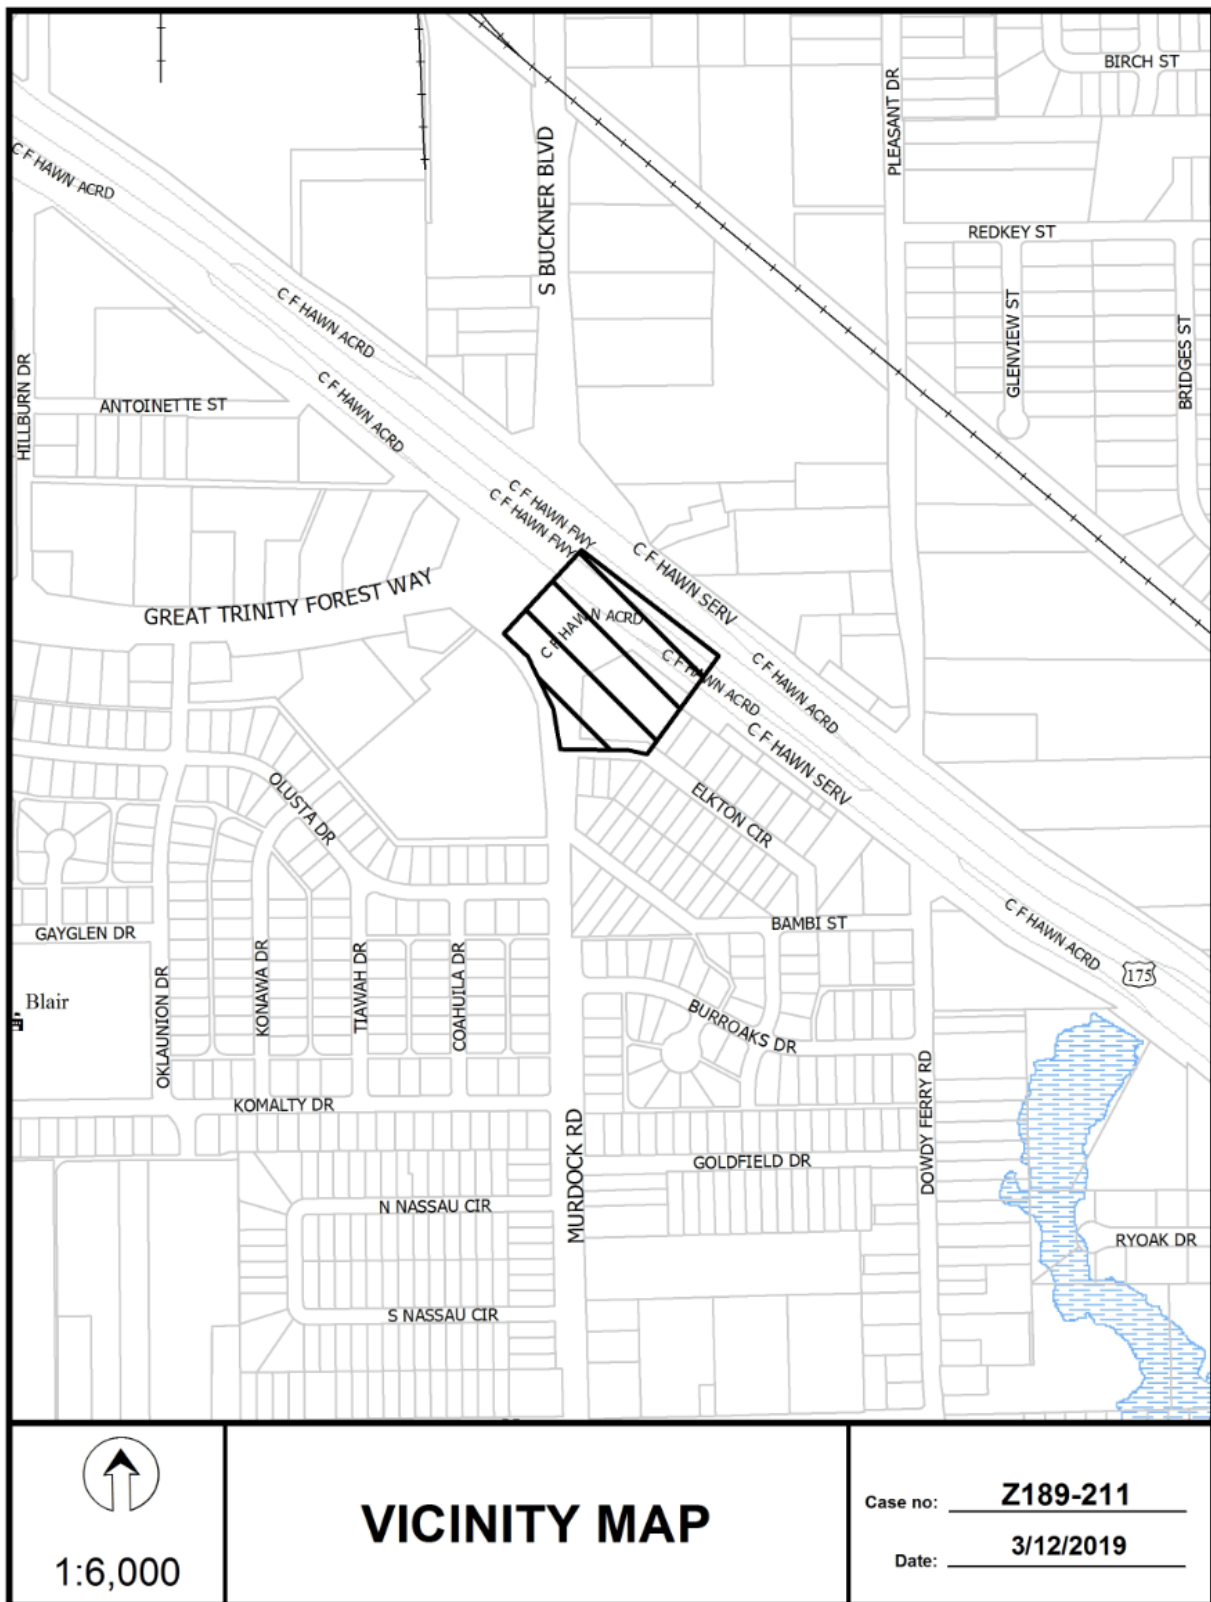 BIRCH ST
PLEASANT DR
S BUCKNER BLVD
C F HAWN ACRD
REDKEY ST
GLENVIEW ST
BRIDGES ST
C F HAWN ACRD
C F HAWN ACRD
HILLBURN DR
ANTOINETTE ST
C F HAWN FWY
C F HAWN FWY
C F HAWN SERV
GREAT TRINITY FOREST WAY
C F HAWN ACRD
C F HAWN ACRD
C F HAWN ACRD
C F HAWN SERV
OLUSTA DR
ELKTON CIR
BAMBI ST
C F HAWN ACRD
175
GAYGLEN DR
OKLAUNION DR
KONAWA DR
TIAWAH DR
COAHUILA DR
Blair
BURROAKS DR
KOMALTY DR
MURDOCK RD
DOWDY FERRY RD
GOLDFIELD DR
N NASSAU CIR
RYOAK DR
S NASSAU CIR
1:6,000
VICINITY MAP
Case no: Z189-211
Date: 3/12/2019